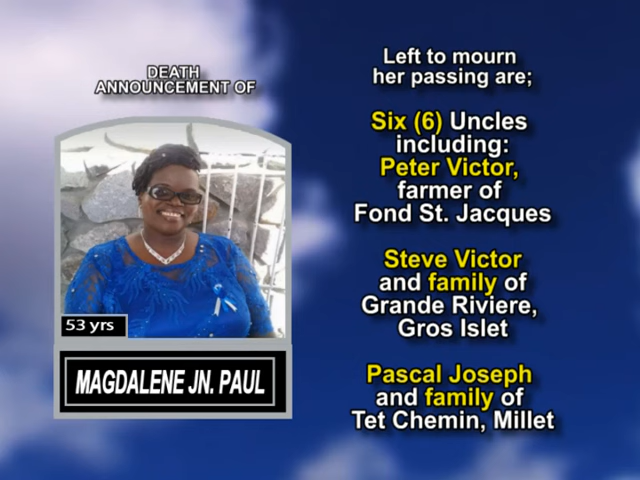 DEATH
ANNOUNCEMENT OF
53 yrs
MAGDALENE JN. PAUL
Left to mourn
her passing are;
Six (6) Uncles
including:
Peter Victor,
farmer of
Fond St. Jacques
Steve Victor
and family of
Grande Riviere,
Gros Islet
Pascal Joseph
and family of
Tet Chemin, Millet